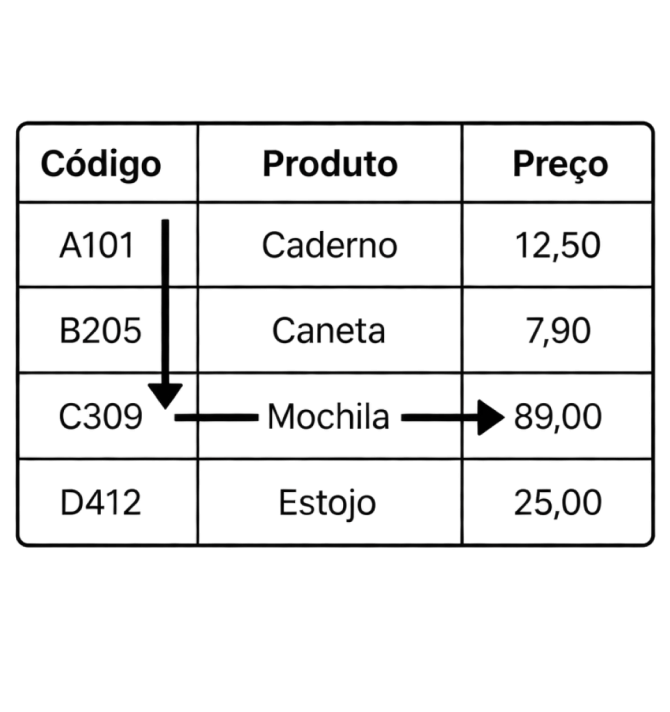 Código Produto Preço
A101 Caderno 12,50
B205 Caneta 7,90
C309 Mochila 89,00
D412 Estojo 25,00